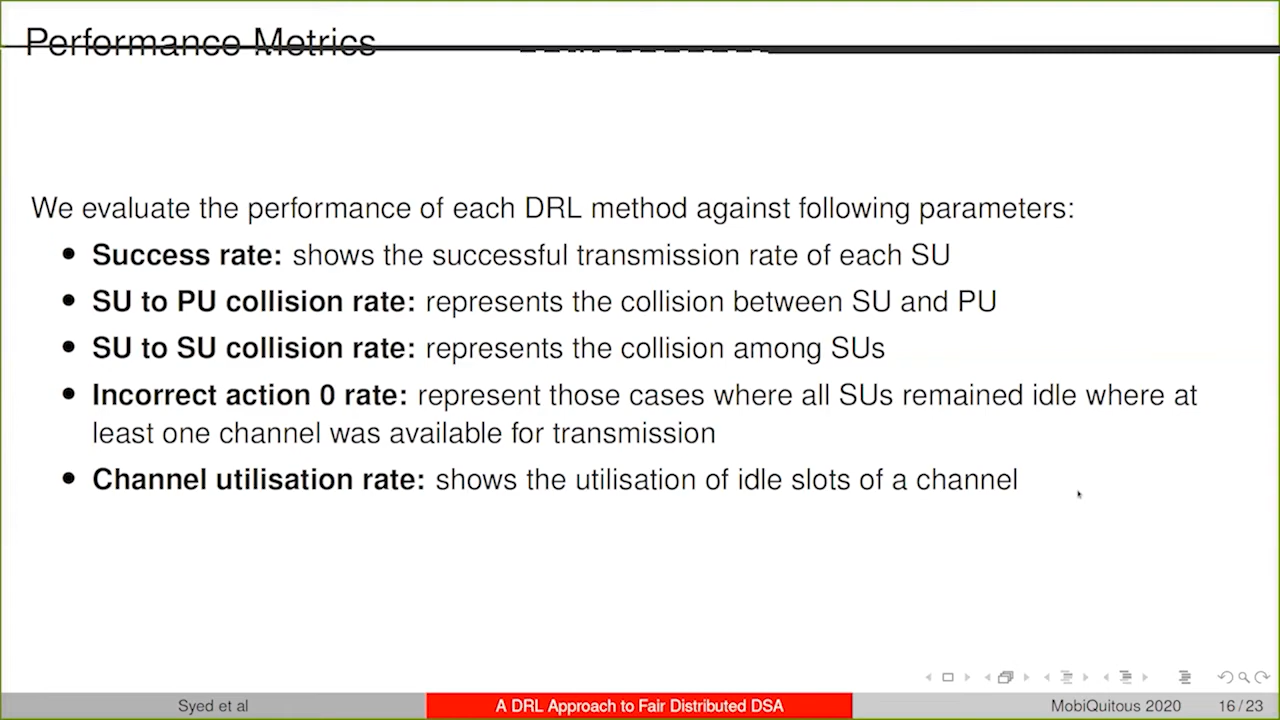 Performance Metrics
We evaluate the performance of each DRL method against following parameters:
• Success rate: shows the successful transmission rate of each SU
• SU to PU collision rate: represents the collision between SU and PU
• SU to SU collision rate: represents the collision among SUs
• Incorrect action 0 rate: represent those cases where all SUs remained idle where at
least one channel was available for transmission
• Channel utilisation rate: shows the utilisation of idle slots of a channel
Syed et al A DRL Approach to Fair Distributed DSA MobiQuitous 2020 16 / 23